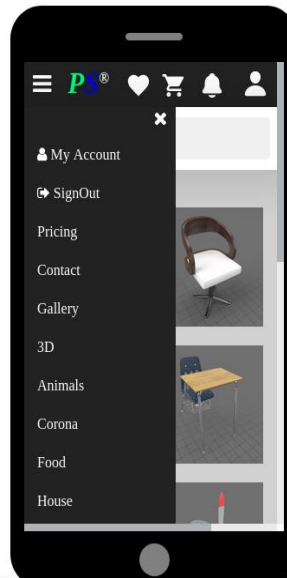 PS®
My Account
SignOut
Pricing
Contact
Gallery
3D
Animals
Corona
Food
House